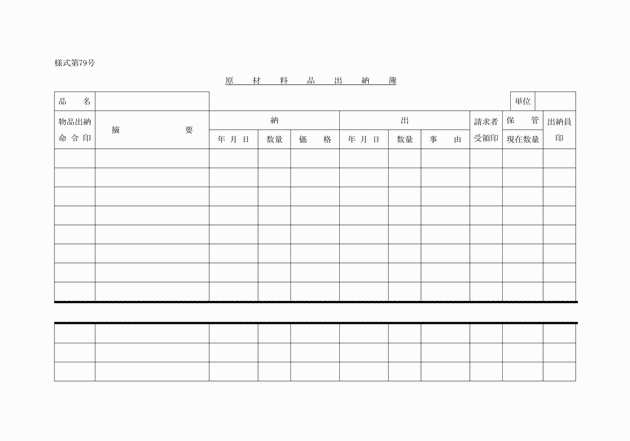 様式第79号
原材料品出納簿
品名
単位
物品出納命令印
摘要
納
出
請求者受領印
保管現在数量
出納員印
年月日
数量
価格
年月日
数量
事由